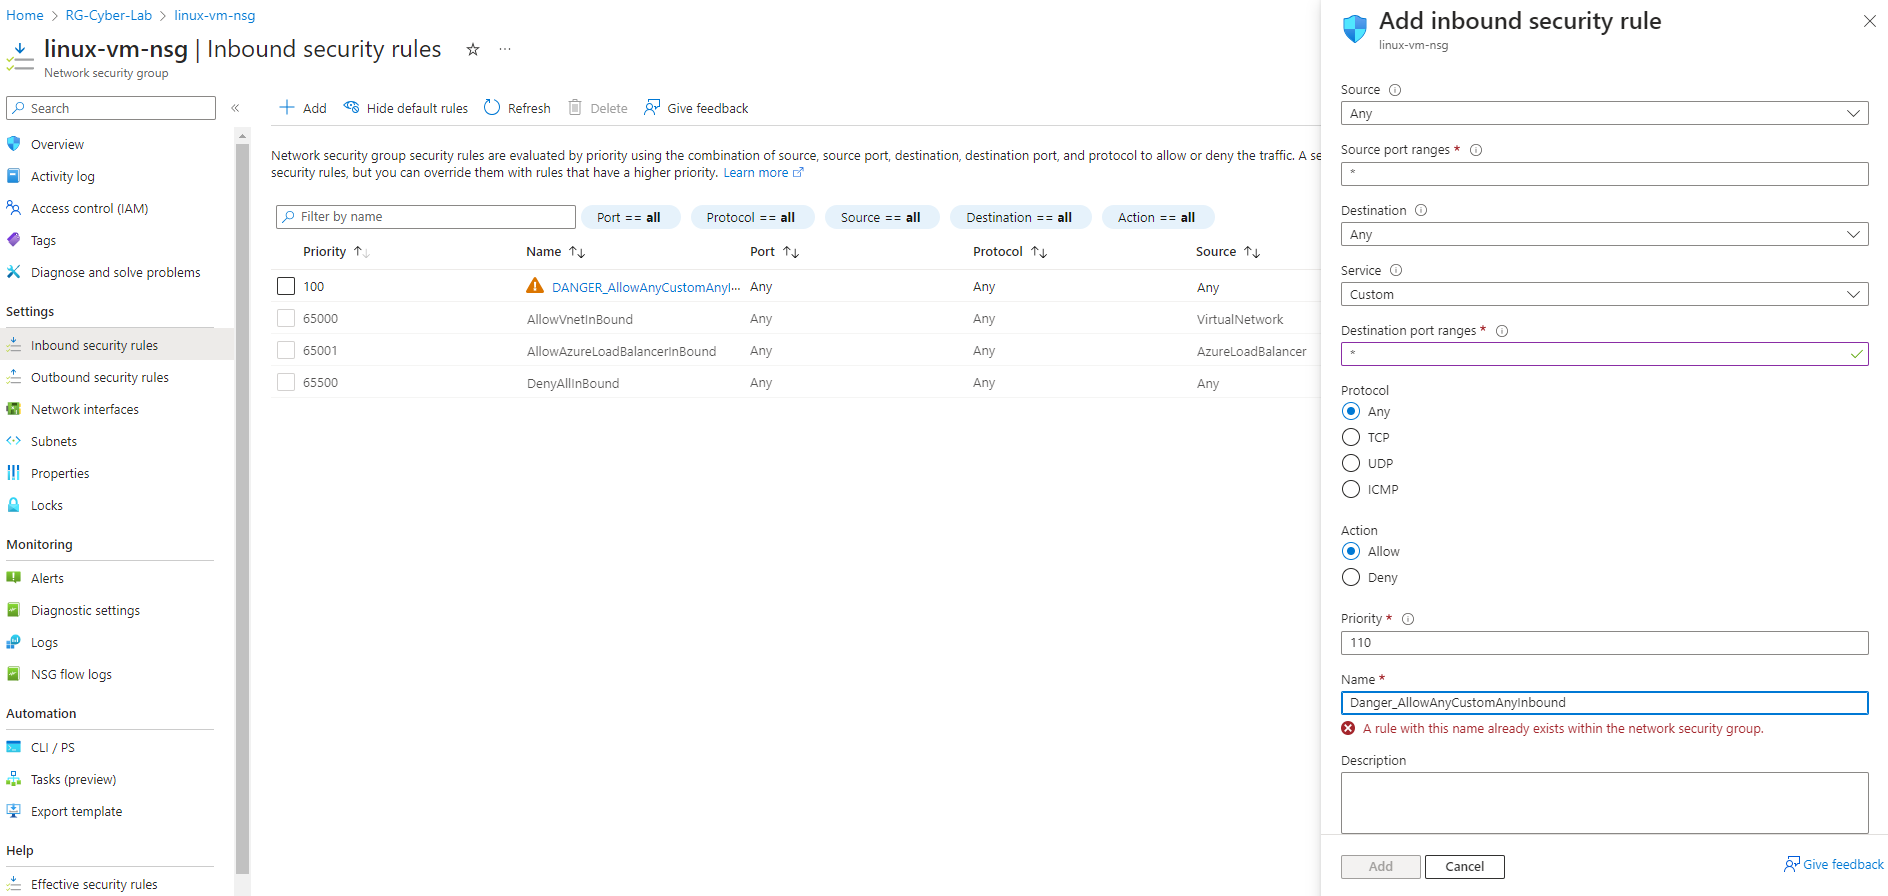 Home > RG-Cyber-Lab > linux-vm-nsg
linux-vm-nsg | Inbound security rules
Network security group
Search
Overview
Activity log
Access control (IAM)
Tags
Diagnose and solve problems
Settings
Inbound security rules
Outbound security rules
Network interfaces
Subnets
Properties
Locks
Monitoring
Alerts
Diagnostic settings
Logs
NSG flow logs
Automation
CLI / PS
Tasks (preview)
Export template
Help
Effective security rules
Add Hide default rules Refresh Delete Give feedback
Network security group security rules are evaluated by priority using the combination of source, source port, destination, destination port, and protocol to allow or deny the traffic. A se
security rules, but you can override them with rules that have a higher priority. Learn more
Filter by name Port == all Protocol == all Source == all Destination == all Action == all
Priority Name Port Protocol Source
100 DANGER_AllowAnyCustomAnyI... Any Any Any
65000 AllowVnetInBound Any Any VirtualNetwork
65001 AllowAzureLoadBalancerInBound Any Any AzureLoadBalancer
65500 DenyAllInBound Any Any Any
Add inbound security rule
linux-vm-nsg
Source
Any
Source port ranges *
*
Destination
Any
Service
Custom
Destination port ranges *
*
Protocol
Any
TCP
UDP
ICMP
Action
Allow
Deny
Priority *
110
Name *
Danger_AllowAnyCustomAnyInbound
A rule with this name already exists within the network security group.
Description
Add Cancel Give feedback